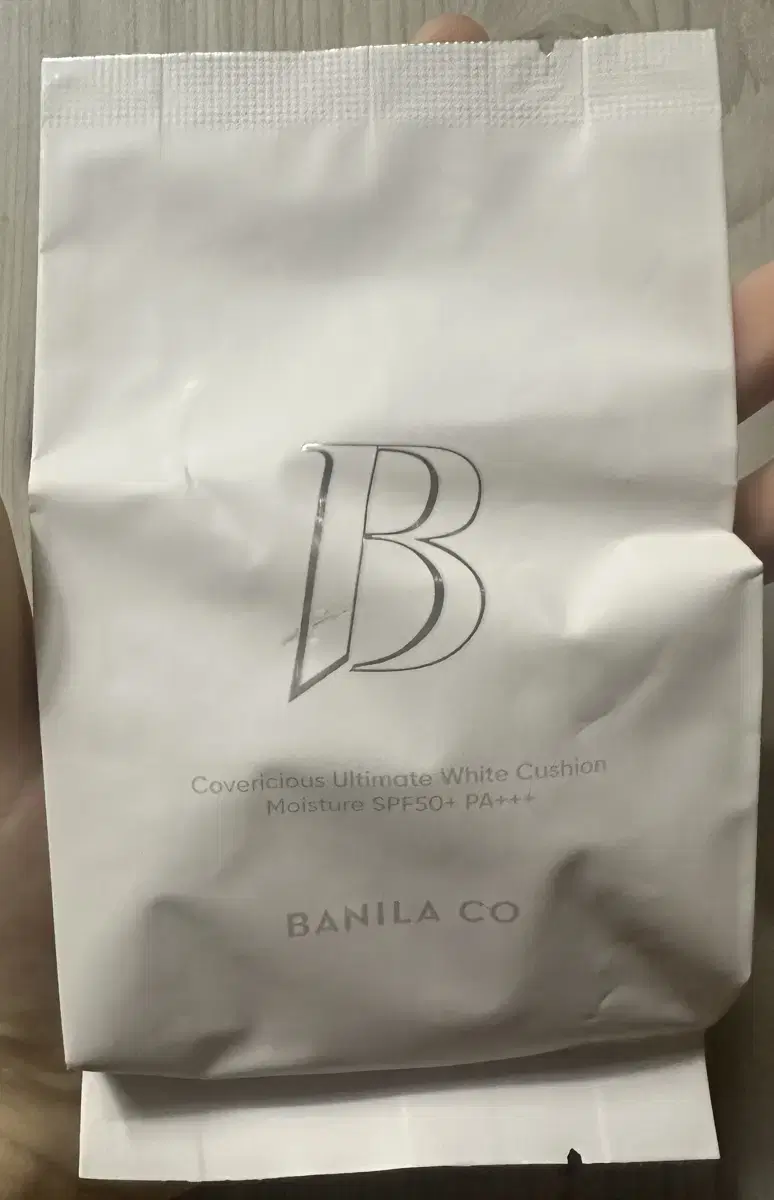 B
Covericious Ultimate White Cushion
Moisture SPF50+ PA+++
BANILA CO